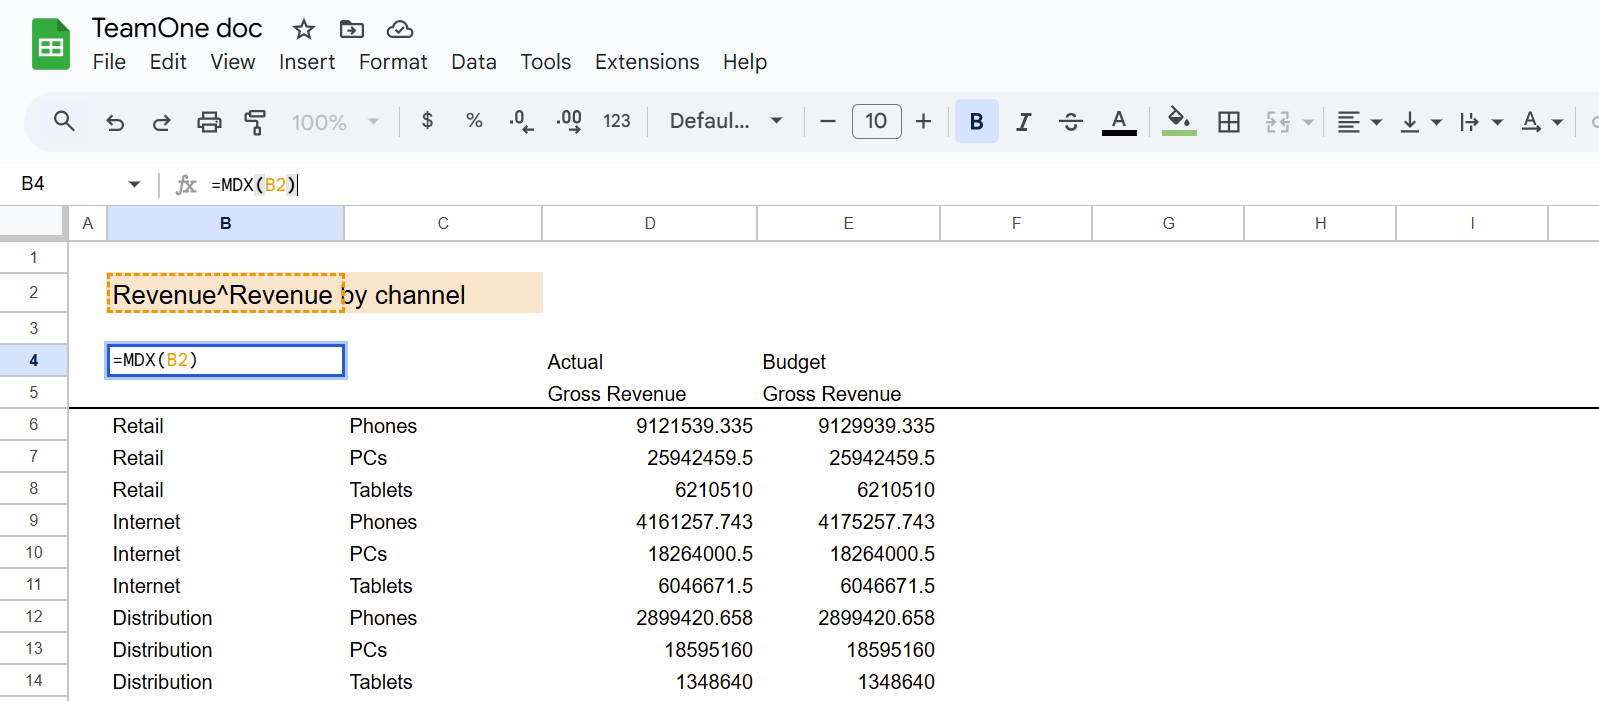 TeamOne doc
File Edit View Insert Format Data Tools Extensions Help
100% $ % .0 .00 123 Defaul... − 10 + B I S A A
B4 fx =MDX(B2)
A B C D E F G H I
1
2 Revenue^Revenue by channel
3
4 =MDX(B2) Actual Budget
5 Gross Revenue Gross Revenue
6 Retail Phones 9121539.335 9129939.335
7 Retail PCs 25942459.5 25942459.5
8 Retail Tablets 6210510 6210510
9 Internet Phones 4161257.743 4175257.743
10 Internet PCs 18264000.5 18264000.5
11 Internet Tablets 6046671.5 6046671.5
12 Distribution Phones 2899420.658 2899420.658
13 Distribution PCs 18595160 18595160
14 Distribution Tablets 1348640 1348640